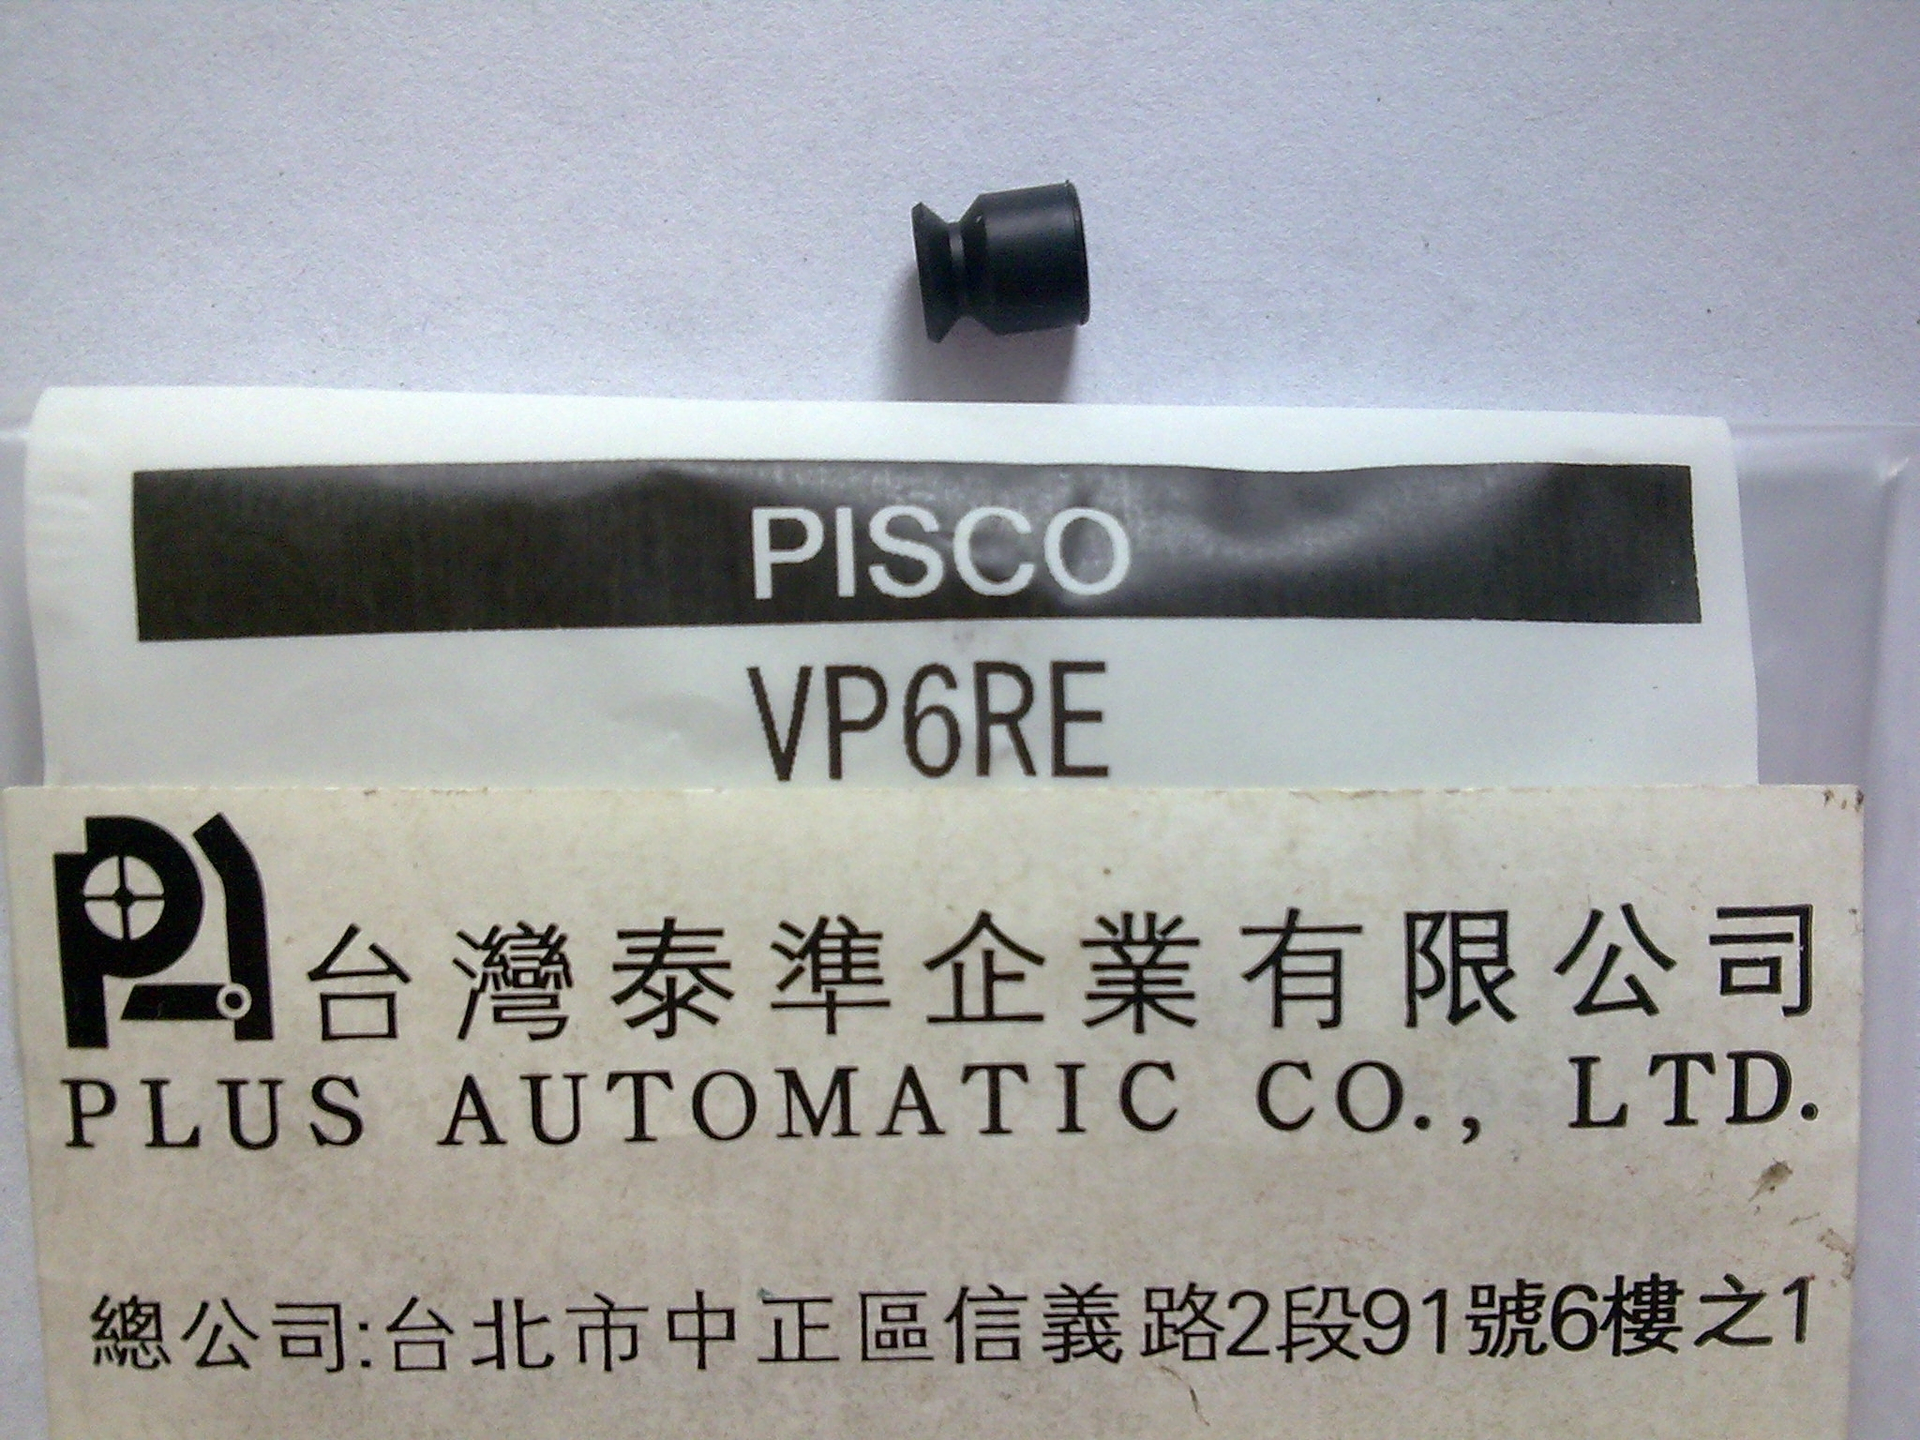 PISCO
VP6RE
台灣泰準企業有限公司
PLUS AUTOMATIC CO., LTD.
總公司:台北市中正區信義路2段91號6樓之1